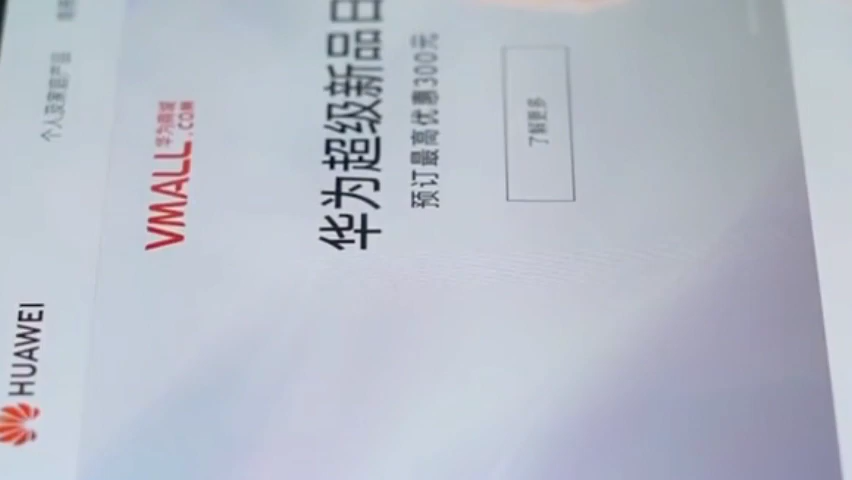 HUAWEI
个人及家庭产品
VMALL 华为商城
.COM
华为超级新品日
预订最高优惠300元
了解更多